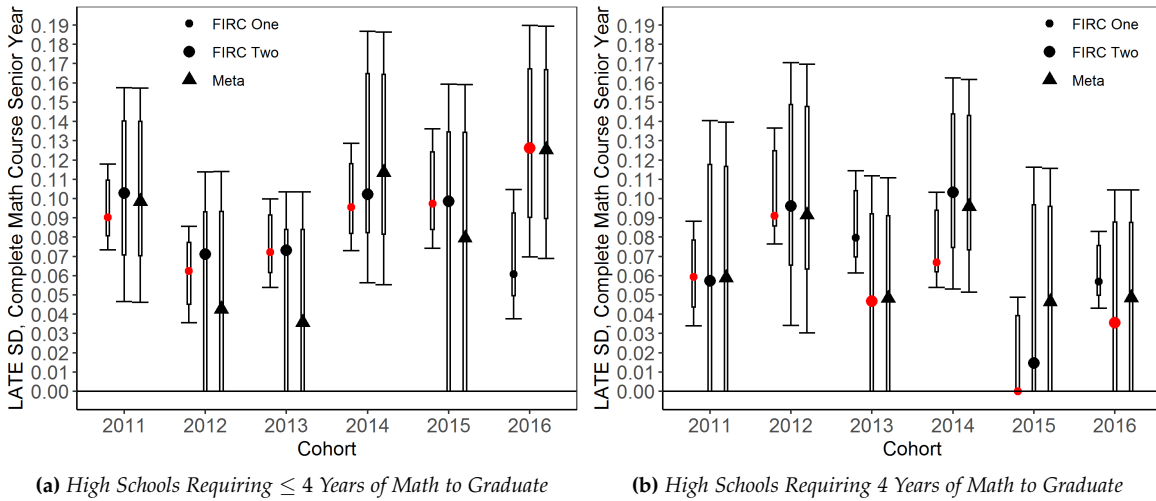 LATE SD, Complete Math Course Senior Year
0.19
0.18
0.17
0.16
0.15
0.14
0.13
0.12
0.11
0.10
0.09
0.08
0.07
0.06
0.05
0.04
0.03
0.02
0.01
0.00
FIRC One
FIRC Two
Meta
2011 2012 2013 2014 2015 2016
Cohort
(a) High Schools Requiring ≤ 4 Years of Math to Graduate
LATE SD, Complete Math Course Senior Year
0.19
0.18
0.17
0.16
0.15
0.14
0.13
0.12
0.11
0.10
0.09
0.08
0.07
0.06
0.05
0.04
0.03
0.02
0.01
0.00
FIRC One
FIRC Two
Meta
2011 2012 2013 2014 2015 2016
Cohort
(b) High Schools Requiring 4 Years of Math to Graduate